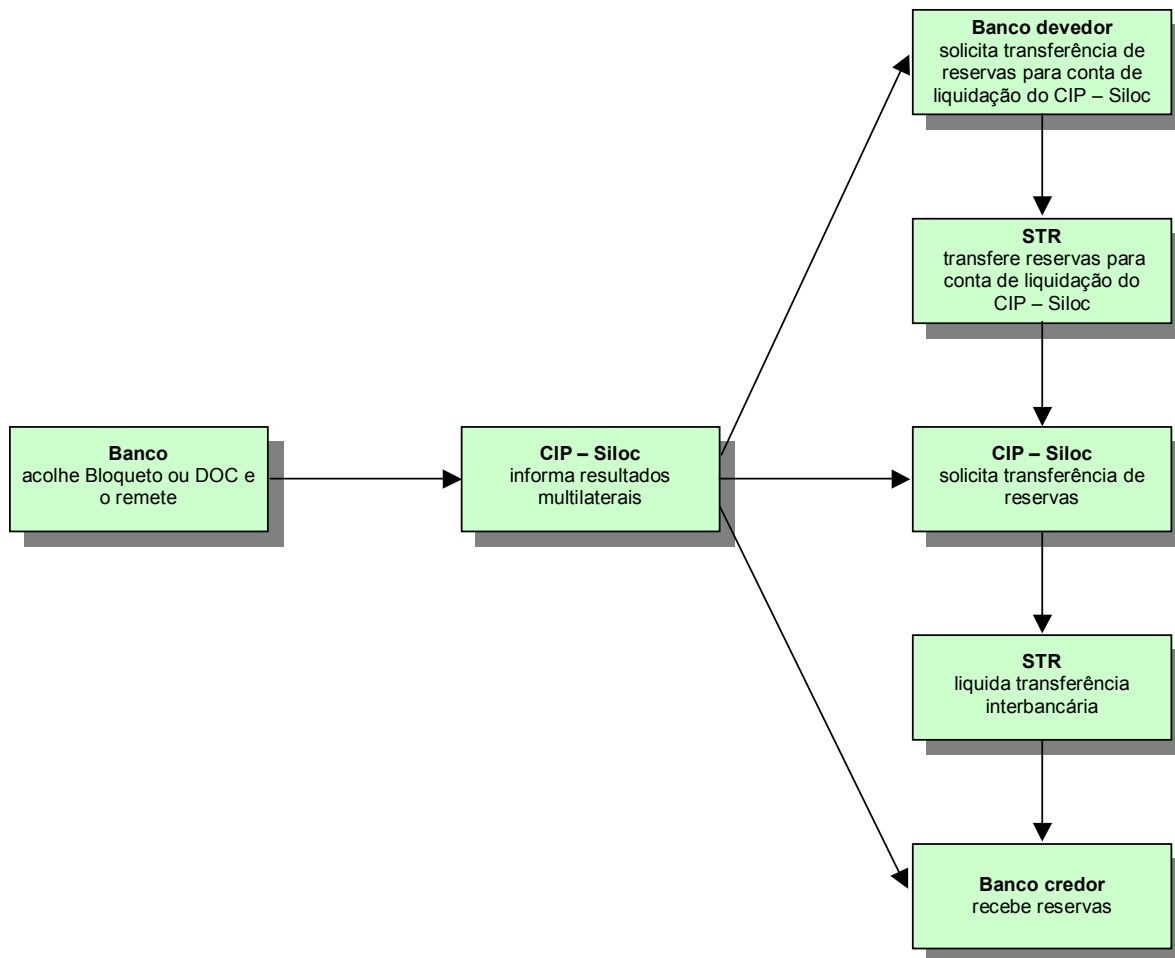 Banco devedor
solicita transferência de
reservas para conta de
liquidação do CIP – Siloc
STR
transfere reservas para
conta de liquidação do
CIP – Siloc
Banco
acolhe Bloqueto ou DOC e
o remete
CIP – Siloc
informa resultados
multilaterais
CIP – Siloc
solicita transferência de
reservas
STR
liquida transferência
interbancária
Banco credor
recebe reservas